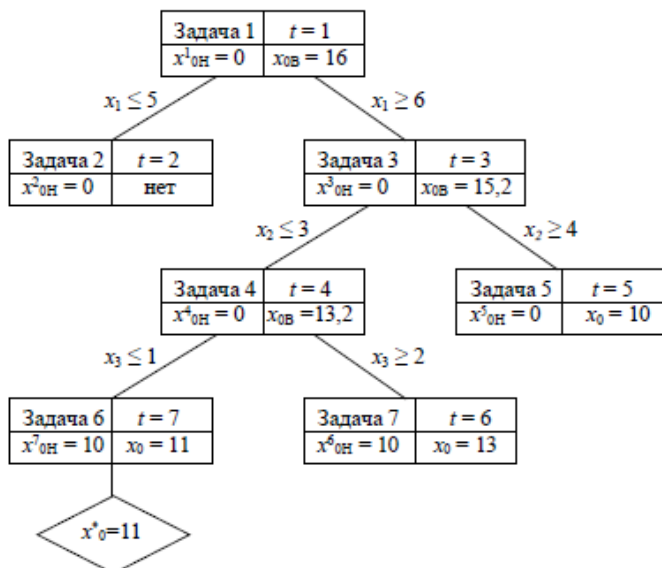 Задача 1 t = 1
x¹₀Н = 0 x₀В = 16
x₁ ≤ 5 x₁ ≥ 6
Задача 2 t = 2 Задача 3 t = 3
x²₀Н = 0 нет x³₀Н = 0 x₀В = 15,2
x₂ ≤ 3 x₂ ≥ 4
Задача 4 t = 4 Задача 5 t = 5
x⁴₀Н = 0 x₀В =13,2 x⁵₀Н = 0 x₀ = 10
x₃ ≤ 1 x₃ ≥ 2
Задача 6 t = 7 Задача 7 t = 6
x⁷₀Н = 10 x₀ = 11 x⁶₀Н = 10 x₀ = 13
x*₀=11